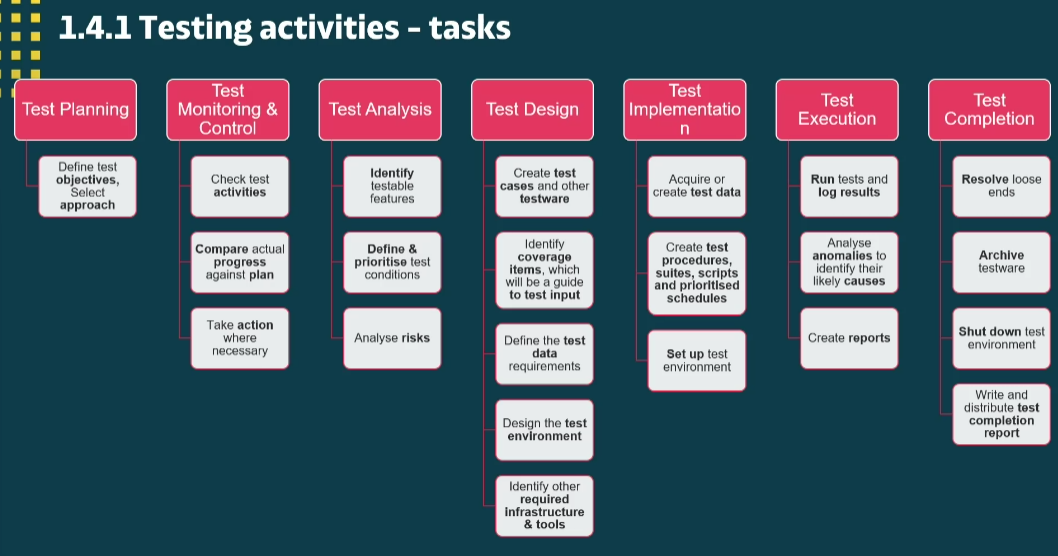 1.4.1 Testing activities – tasks
Test Planning
Define test
objectives,
Select
approach
Test
Monitoring &
Control
Check test
activities
Compare actual
progress
against plan
Take action
where
necessary
Test Analysis
Identify
testable
features
Define &
prioritise test
conditions
Analyse risks
Test Design
Create test
cases and other
testware
Identify
coverage
items, which
will be a guide
to test input
Define the test
data
requirements
Design the test
environment
Identify other
required
infrastructure
& tools
Test
Implementatio
n
Acquire or
create test data
Create test
procedures,
suites, scripts
and prioritised
schedules
Set up test
environment
Test
Execution
Run tests and
log results
Analyse
anomalies to
identify their
likely causes
Create reports
Test
Completion
Resolve loose
ends
Archive
testware
Shut down test
environment
Write and
distribute test
completion
report